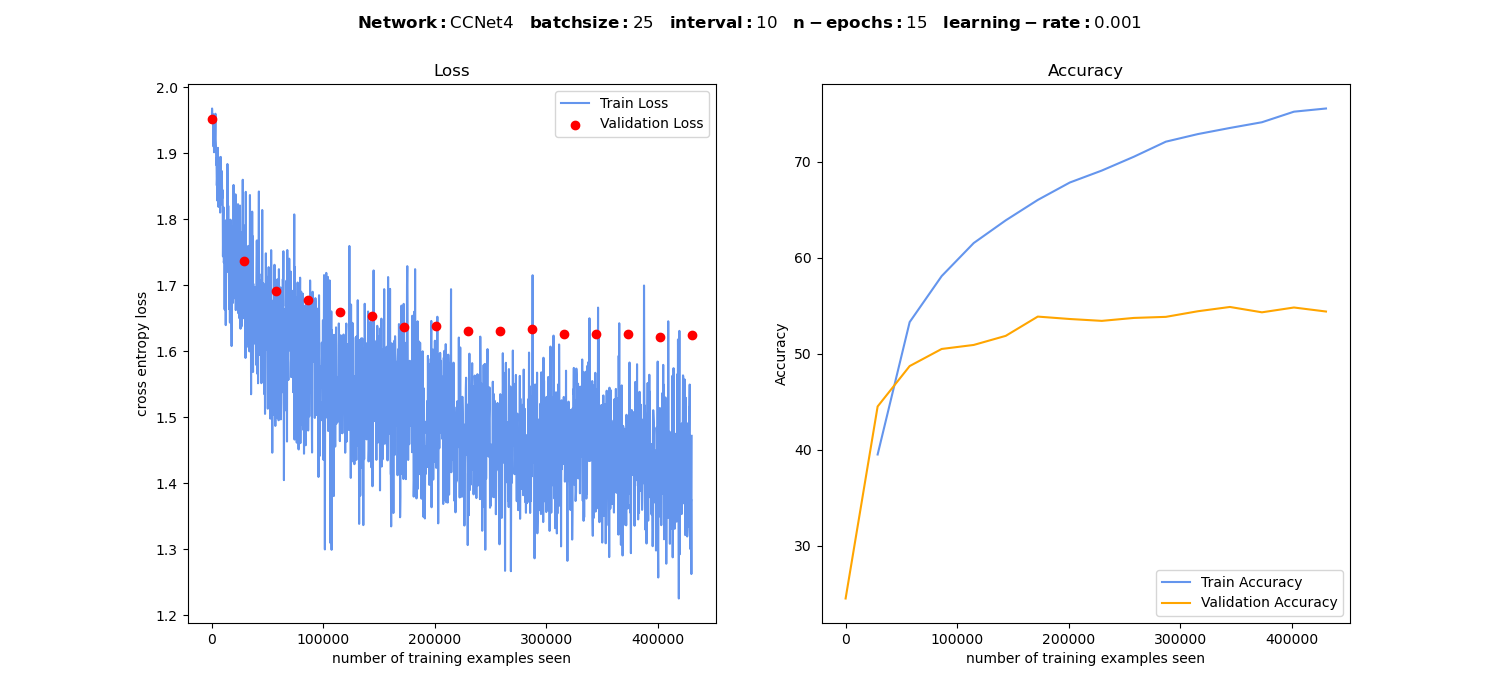 Network: CCNet4 batchsize: 25 interval: 10 n−epochs: 15 learning−rate: 0.001
Loss
2.0
1.9
1.8
1.7
1.6
1.5
1.4
1.3
1.2
cross entropy loss
Train Loss
Validation Loss
0 100000 200000 300000 400000
number of training examples seen
Accuracy
70
60
50
40
30
Accuracy
Train Accuracy
Validation Accuracy
0 100000 200000 300000 400000
number of training examples seen